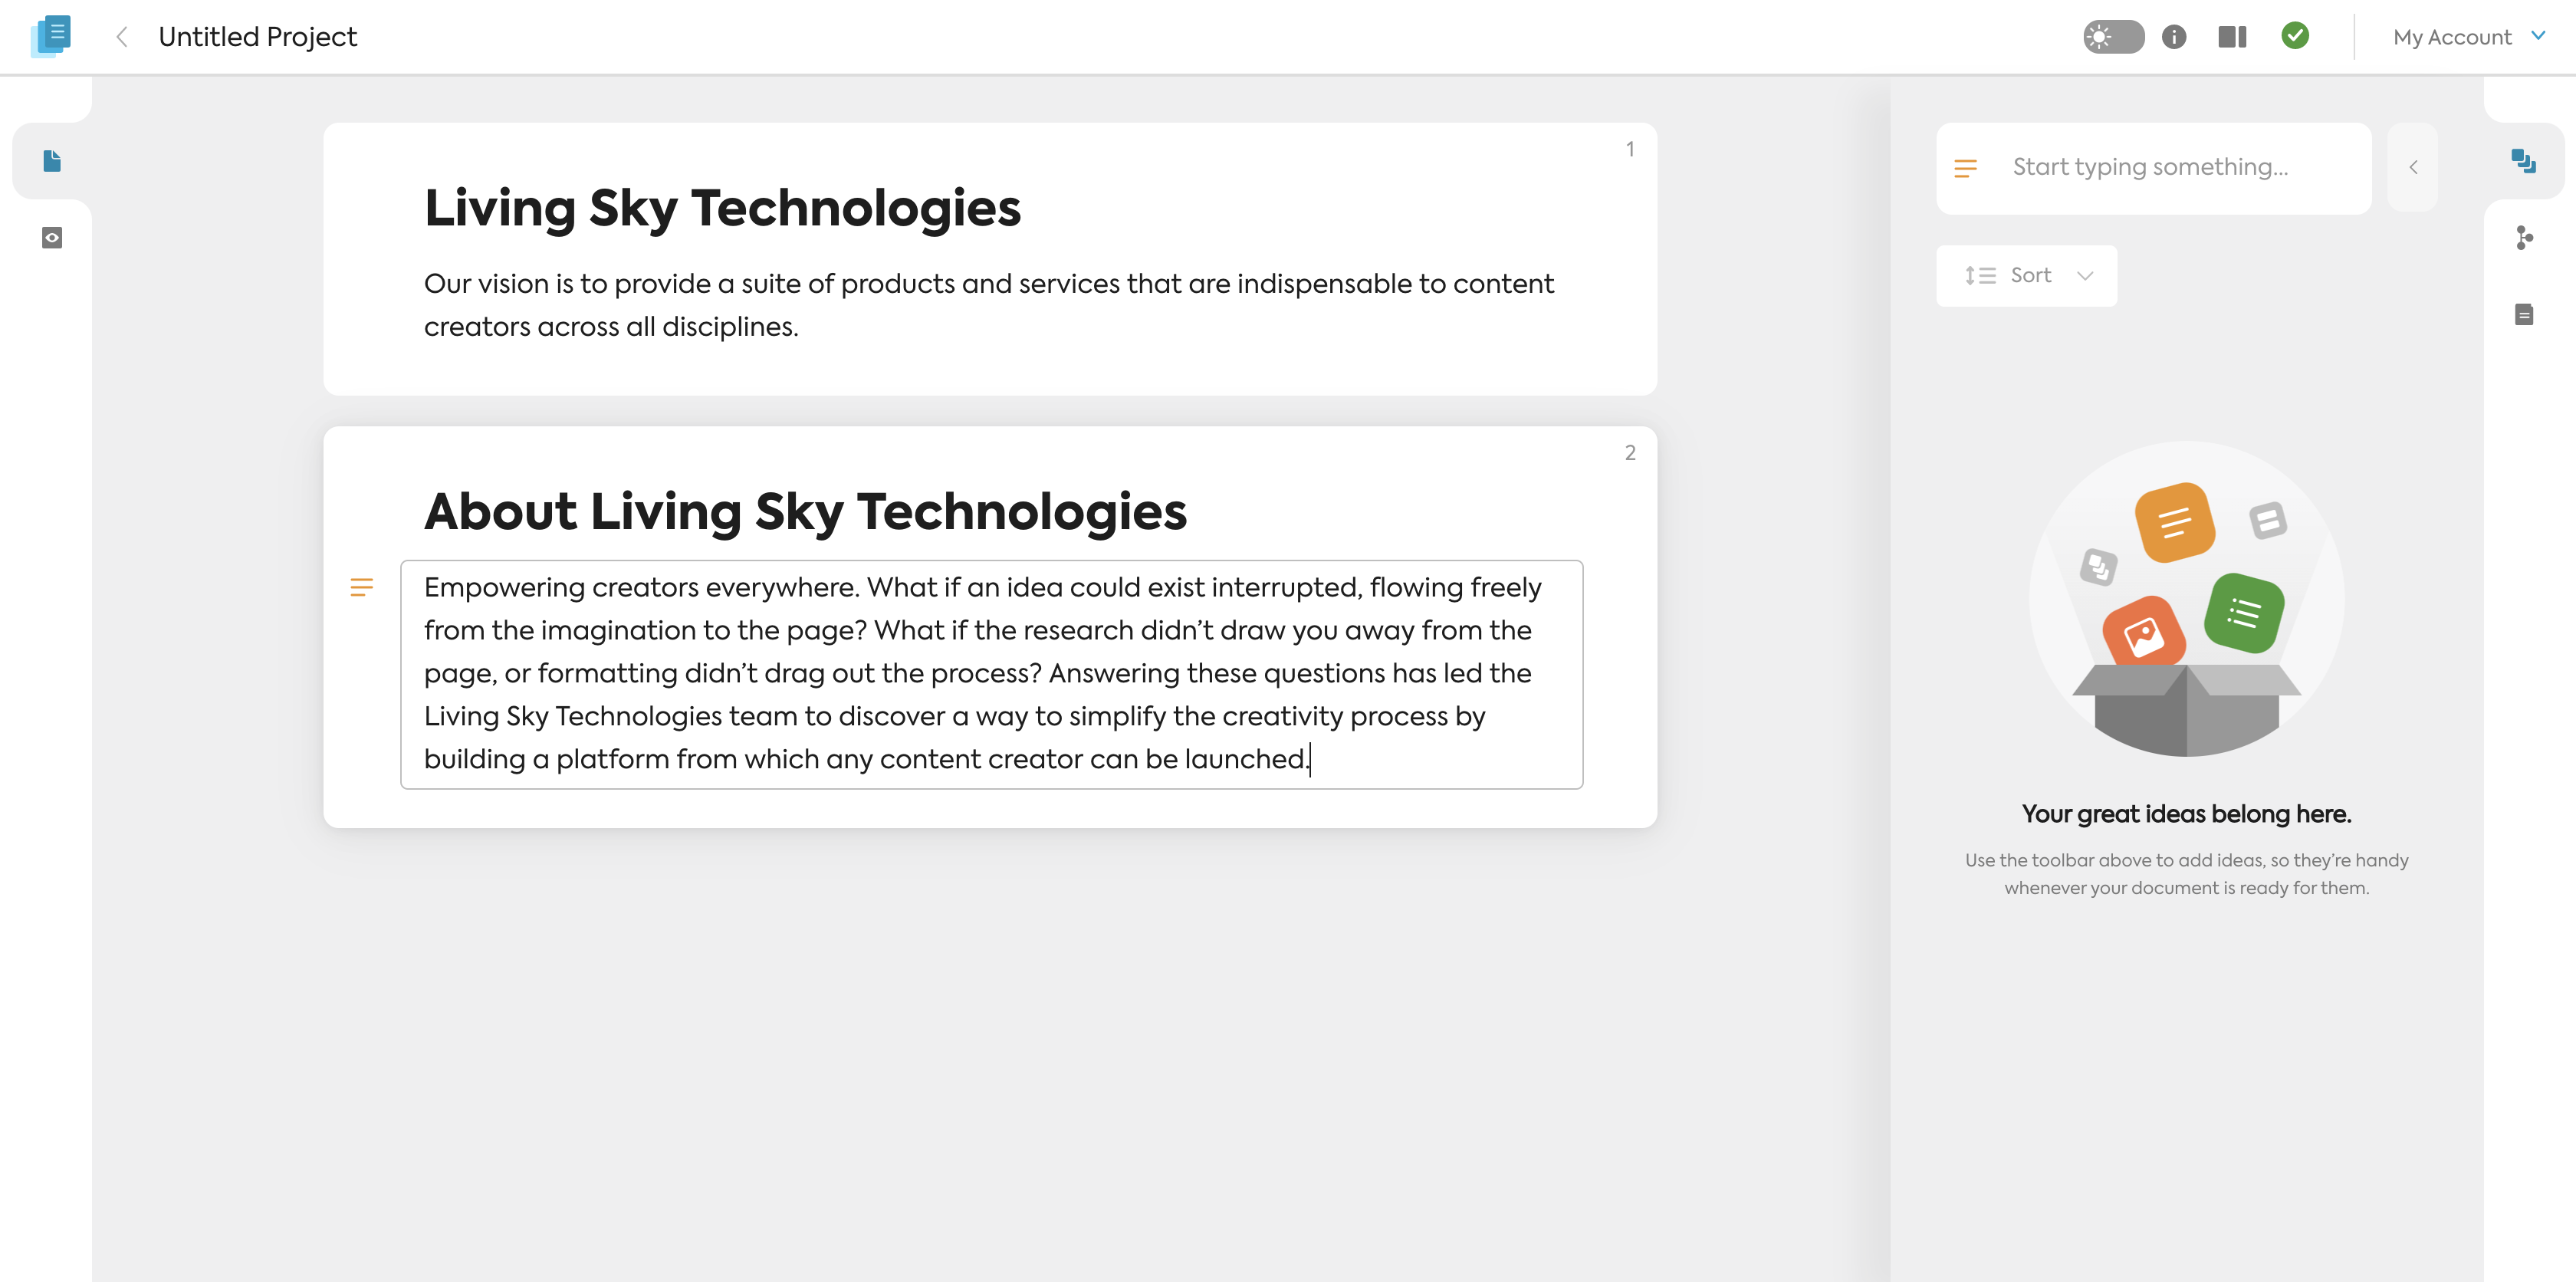 Untitled Project
My Account
1
Living Sky Technologies
Our vision is to provide a suite of products and services that are indispensable to content
creators across all disciplines.
2
About Living Sky Technologies
Empowering creators everywhere. What if an idea could exist interrupted, flowing freely
from the imagination to the page? What if the research didn’t draw you away from the
page, or formatting didn’t drag out the process? Answering these questions has led the
Living Sky Technologies team to discover a way to simplify the creativity process by
building a platform from which any content creator can be launched.
Start typing something...
Sort
Your great ideas belong here.
Use the toolbar above to add ideas, so they’re handy
whenever your document is ready for them.